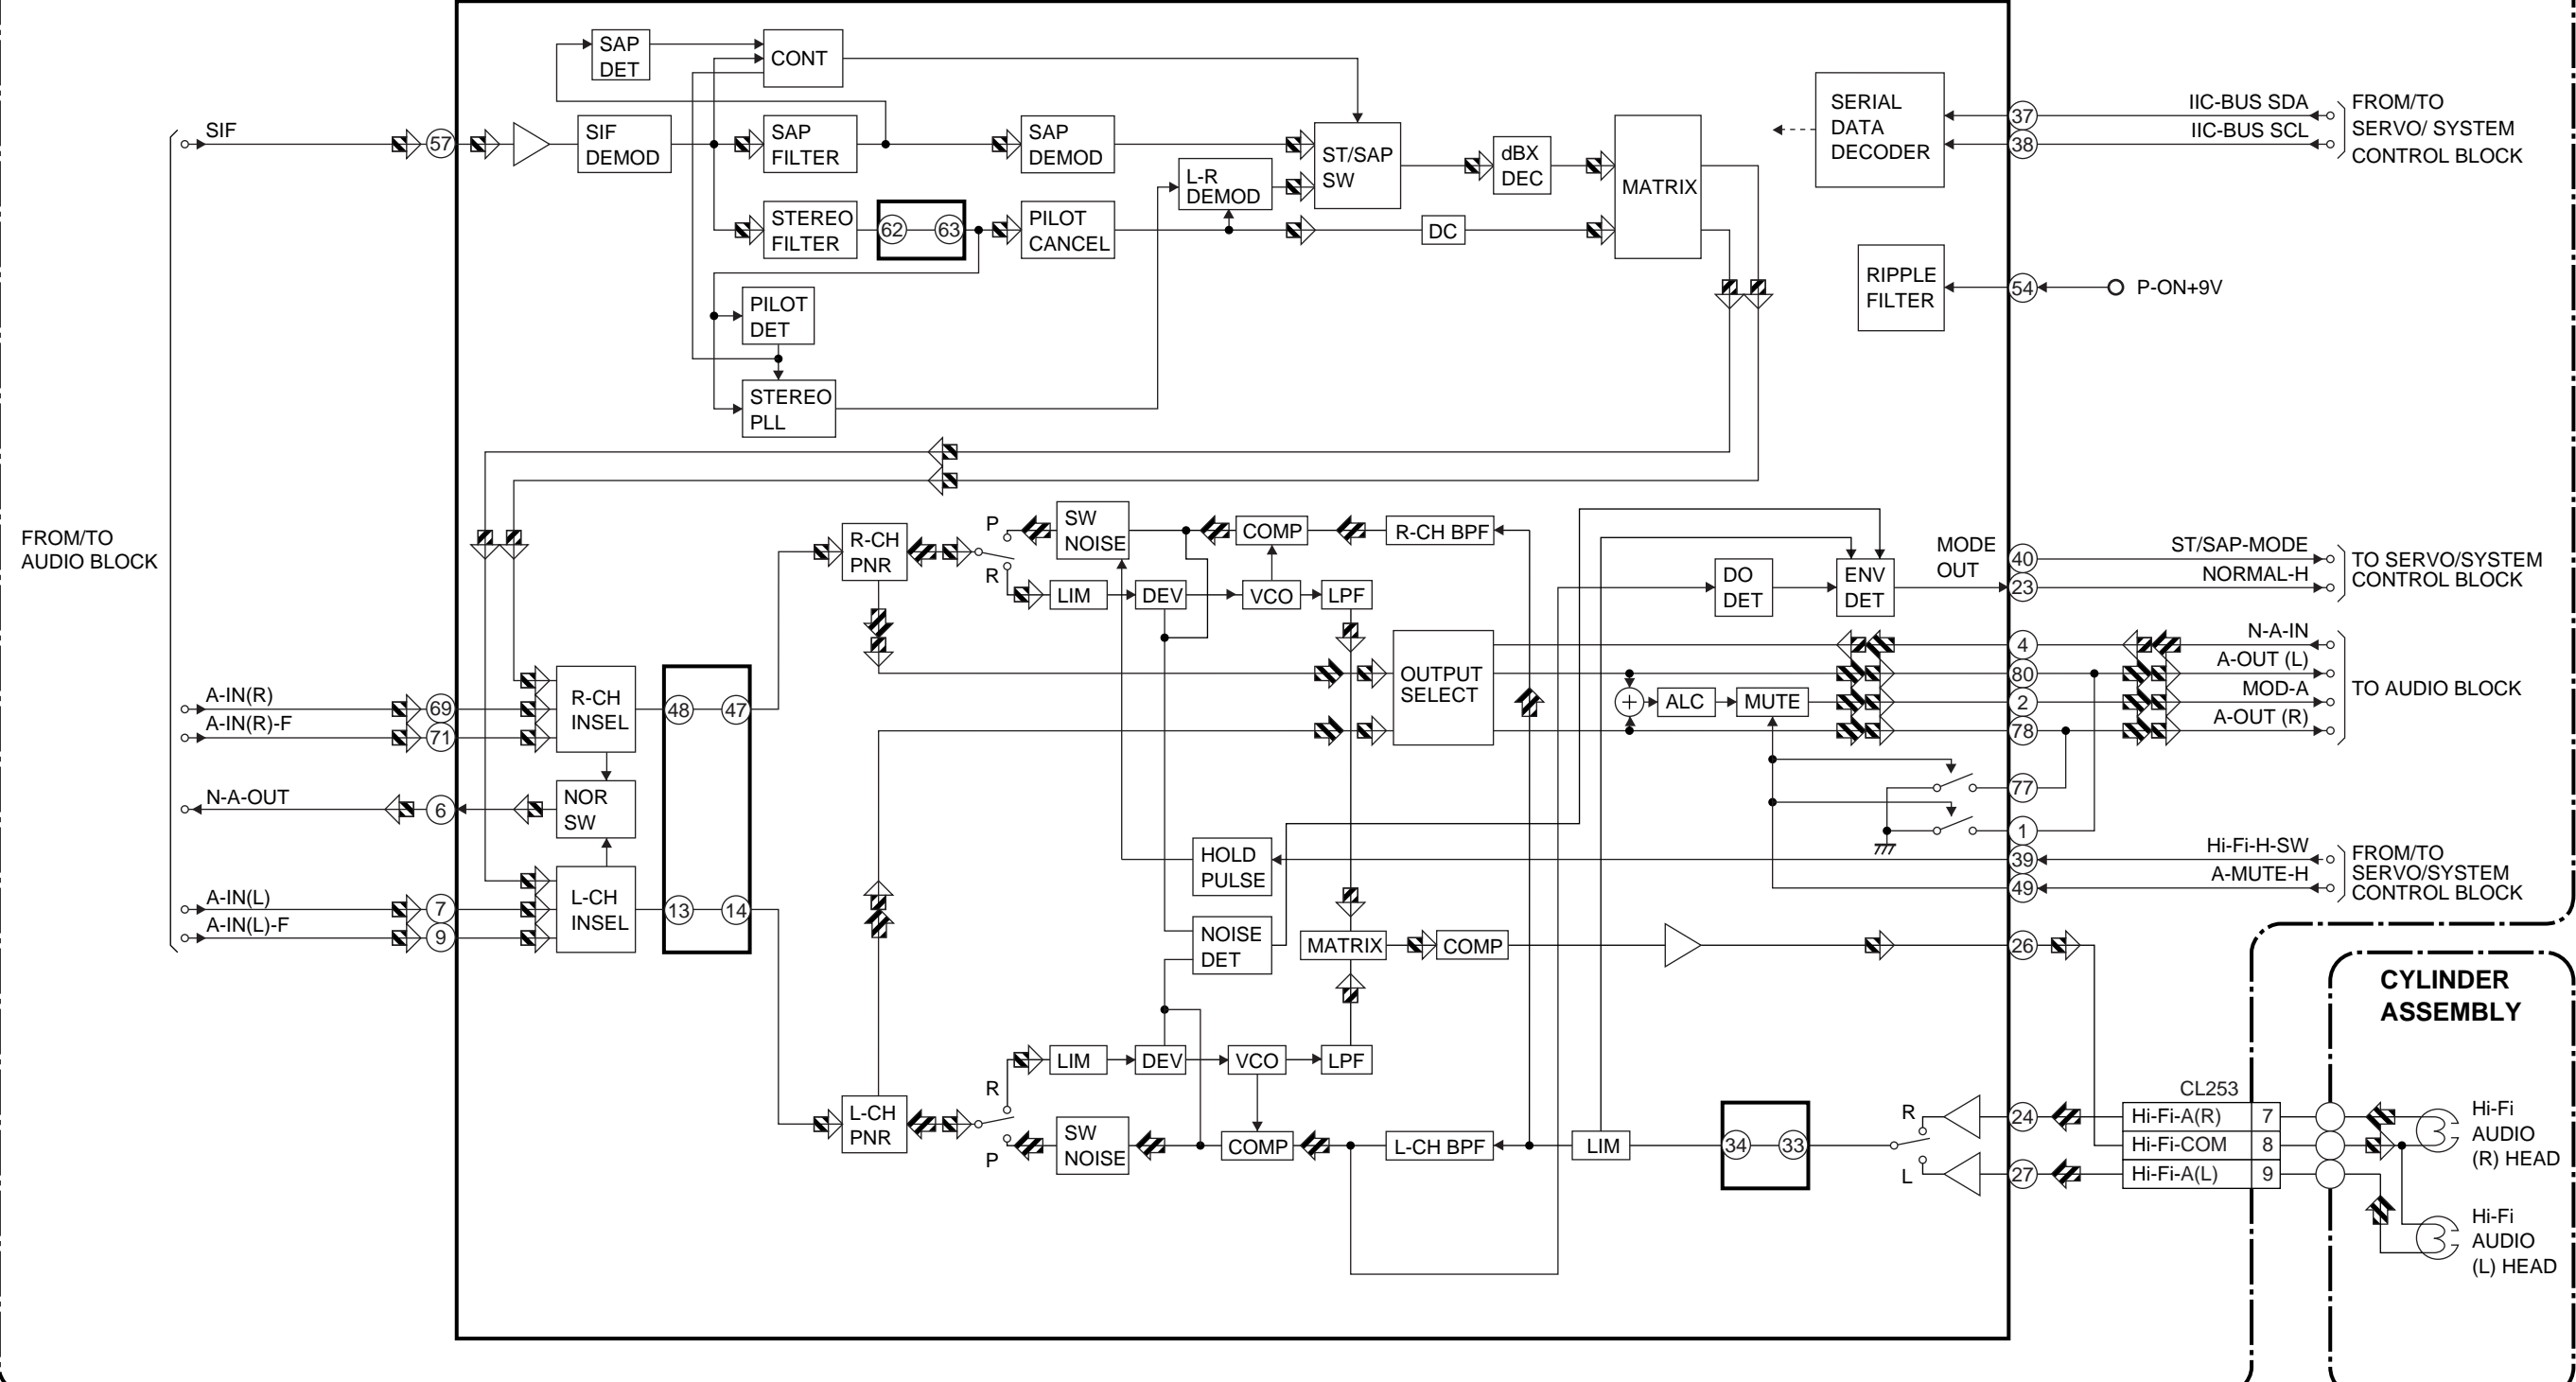 SAP
DET
CONT
SIF
57
SIF
DEMOD
SAP
FILTER
SAP
DEMOD
ST/SAP
SW
dBX
DEC
MATRIX
L-R
DEMOD
STEREO
FILTER
62
63
PILOT
CANCEL
DC
PILOT
DET
STEREO
PLL
SERIAL
DATA
DECODER
37
38
IIC-BUS SDA
IIC-BUS SCL
FROM/TO
SERVO/ SYSTEM
CONTROL BLOCK
RIPPLE
FILTER
54
P-ON+9V
FROM/TO
AUDIO BLOCK
R-CH
PNR
P
R
SW
NOISE
COMP
R-CH BPF
LIM
DEV
VCO
LPF
DO
DET
ENV
DET
MODE
OUT
40
23
ST/SAP-MODE
NORMAL-H
TO SERVO/SYSTEM
CONTROL BLOCK
OUTPUT
SELECT
+
ALC
MUTE
4
80
2
78
N-A-IN
A-OUT (L)
MOD-A
A-OUT (R)
TO AUDIO BLOCK
A-IN(R)
A-IN(R)-F
69
71
R-CH
INSEL
48
47
N-A-OUT
6
NOR
SW
77
1
A-IN(L)
A-IN(L)-F
7
9
L-CH
INSEL
13
14
HOLD
PULSE
39
49
Hi-Fi-H-SW
A-MUTE-H
FROM/TO
SERVO/SYSTEM
CONTROL BLOCK
NOISE
DET
MATRIX
COMP
26
CYLINDER
ASSEMBLY
L-CH
PNR
R
P
LIM
DEV
VCO
LPF
SW
NOISE
COMP
L-CH BPF
LIM
34
33
R
L
24
27
CL253
Hi-Fi-A(R)
7
Hi-Fi-COM
8
Hi-Fi-A(L)
9
Hi-Fi
AUDIO
(R) HEAD
Hi-Fi
AUDIO
(L) HEAD